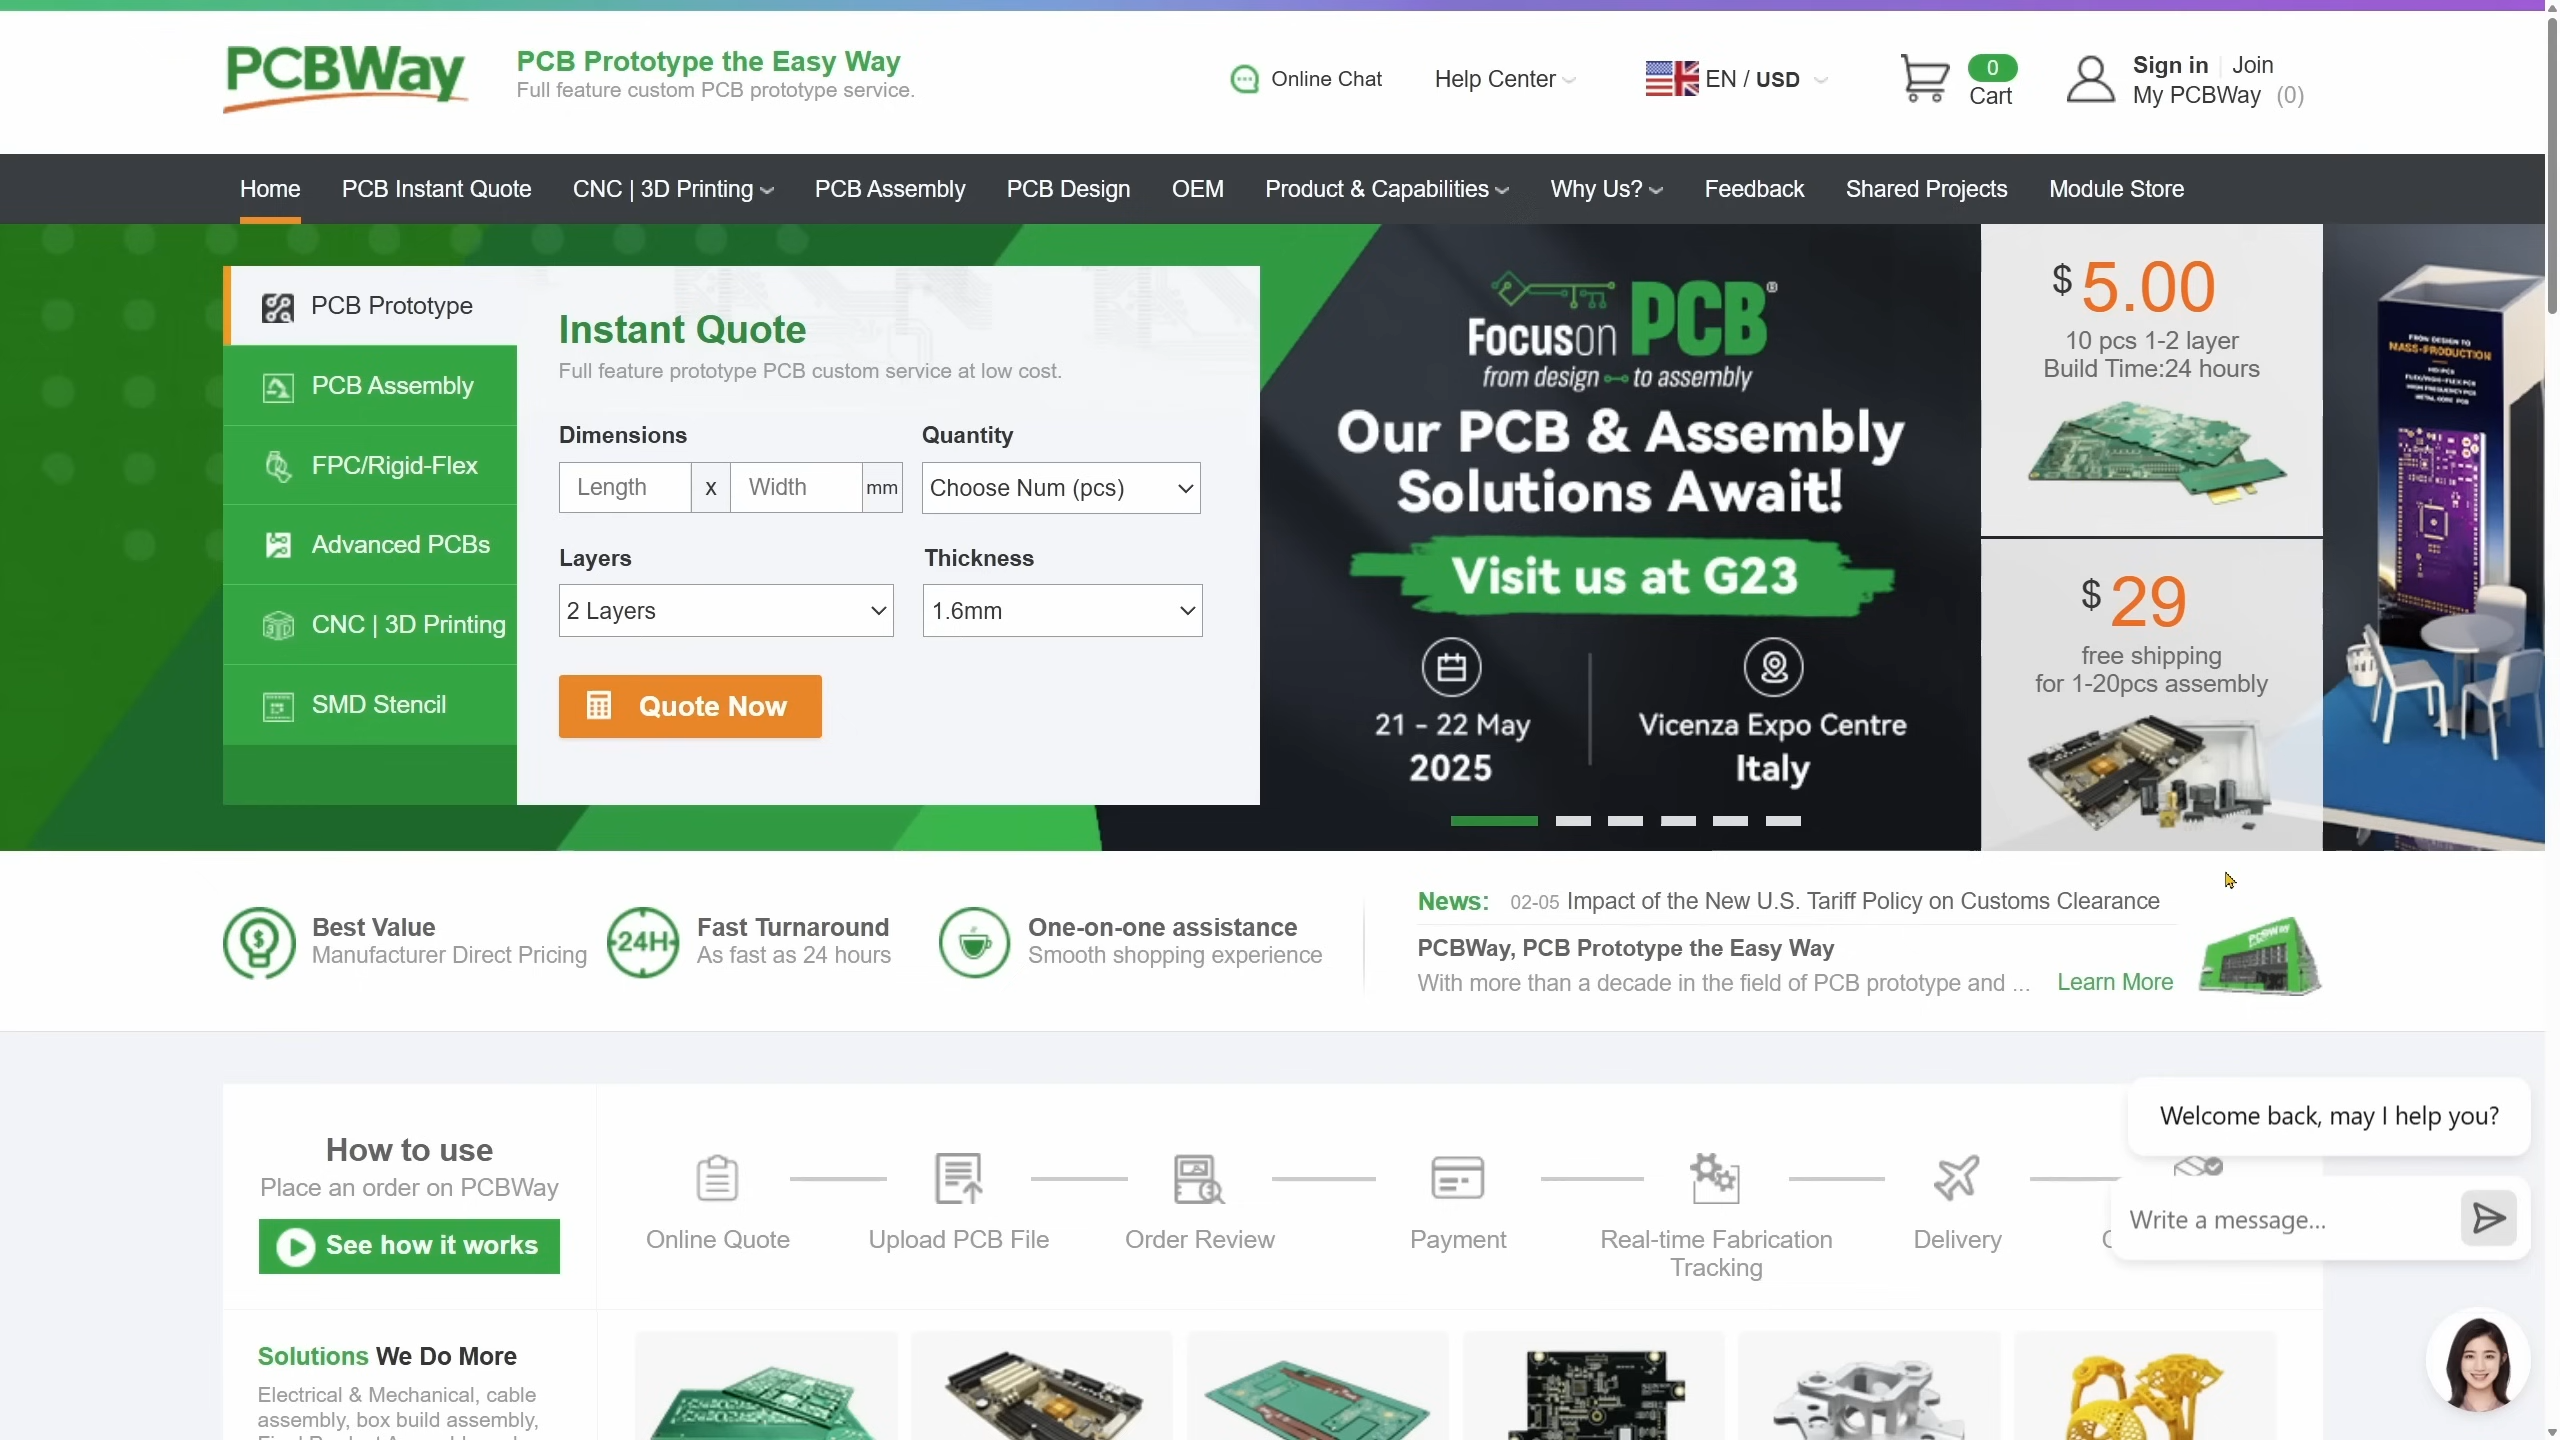 PCBWay
PCB Prototype the Easy Way
Full feature custom PCB prototype service.
Online Chat
Help Center
EN / USD
0
Cart
Sign in
Join
My PCBWay (0)
Home
PCB Instant Quote
CNC | 3D Printing
PCB Assembly
PCB Design
OEM
Product & Capabilities
Why Us?
Feedback
Shared Projects
Module Store
PCB Prototype
PCB Assembly
FPC/Rigid-Flex
Advanced PCBs
CNC | 3D Printing
SMD Stencil
Instant Quote
Full feature prototype PCB custom service at low cost.
Dimensions
Quantity
Length x Width mm
Choose Num (pcs)
Layers
Thickness
2 Layers
1.6mm
Quote Now
Focus on PCB®
from design to assembly
Our PCB & Assembly
Solutions Await!
Visit us at G23
21 - 22 May
2025
Vicenza Expo Centre
Italy
$ 5.00
10 pcs 1-2 layer
Build Time:24 hours
$ 29
free shipping
for 1-20pcs assembly
FROM DESIGN TO
MASS-PRODUCTION
Best Value
Manufacturer Direct Pricing
24H
Fast Turnaround
As fast as 24 hours
One-on-one assistance
Smooth shopping experience
News: 02-05 Impact of the New U.S. Tariff Policy on Customs Clearance
PCBWay, PCB Prototype the Easy Way
With more than a decade in the field of PCB prototype and ... Learn More
PCBWay
How to use
Place an order on PCBWay
See how it works
Online Quote
Upload PCB File
Order Review
Payment
Real-time Fabrication
Tracking
Delivery
Welcome back, may I help you?
Write a message...
Solutions We Do More
Electrical & Mechanical, cable
assembly, box build assembly,